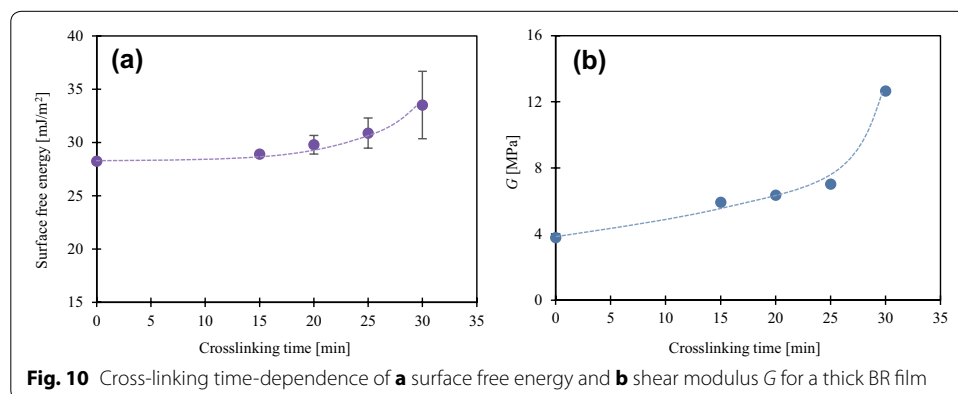 (a)
Surface free energy [mJ/m²]
40
35
30
25
20
15
0 5 10 15 20 25 30 35
Crosslinking time [min]
(b)
G [MPa]
16
12
8
4
0
0 5 10 15 20 25 30 35
Crosslinking time [min]
Fig. 10 Cross-linking time-dependence of a surface free energy and b shear modulus G for a thick BR film